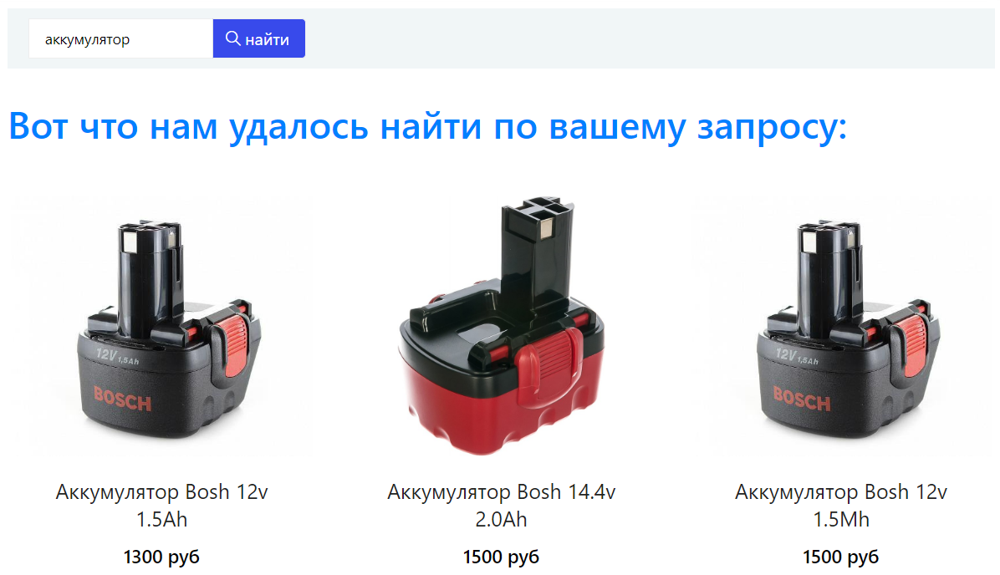 аккумулятор
найти
Вот что нам удалось найти по вашему запросу:
12V 1,5Ah
BOSCH
12V 1,5Ah
BOSCH
Аккумулятор Bosh 12v
1.5Ah
1300 руб
Аккумулятор Bosh 14.4v
2.0Ah
1500 руб
Аккумулятор Bosh 12v
1.5Mh
1500 руб